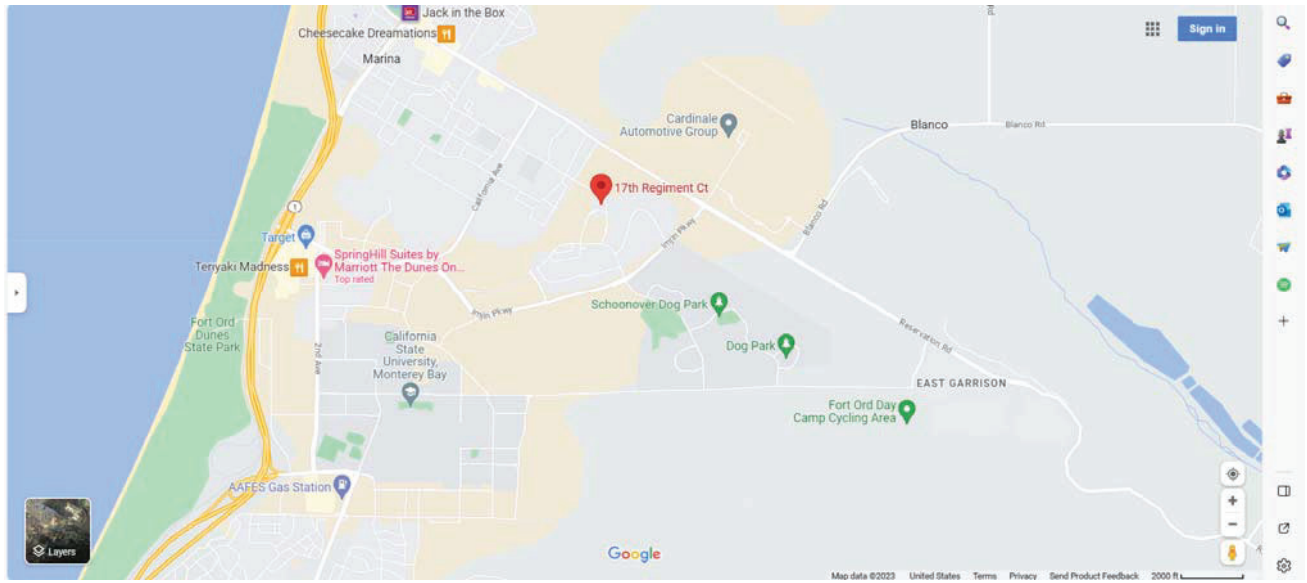 Jack in the Box
Cheesecake Dreamations
Marina
Sign in
Cardinale
Automotive Group
Blanco
Blanco Rd
California Ave
17th Regiment Ct
Imjin Pkwy
Blanco Rd
1
Target
SpringHill Suites by
Marriott The Dunes On...
Top rated
Teriyaki Madness
Schoonover Dog Park
Imjin Pkwy
Fort Ord
Dunes
State Park
2nd Ave
California
State
University,
Monterey Bay
Dog Park
Reservation Rd
EAST GARRISON
Fort Ord Day
Camp Cycling Area
AAFES Gas Station
Layers
Google
Map data ©2023 United States Terms Privacy Send Product Feedback 2000 ft